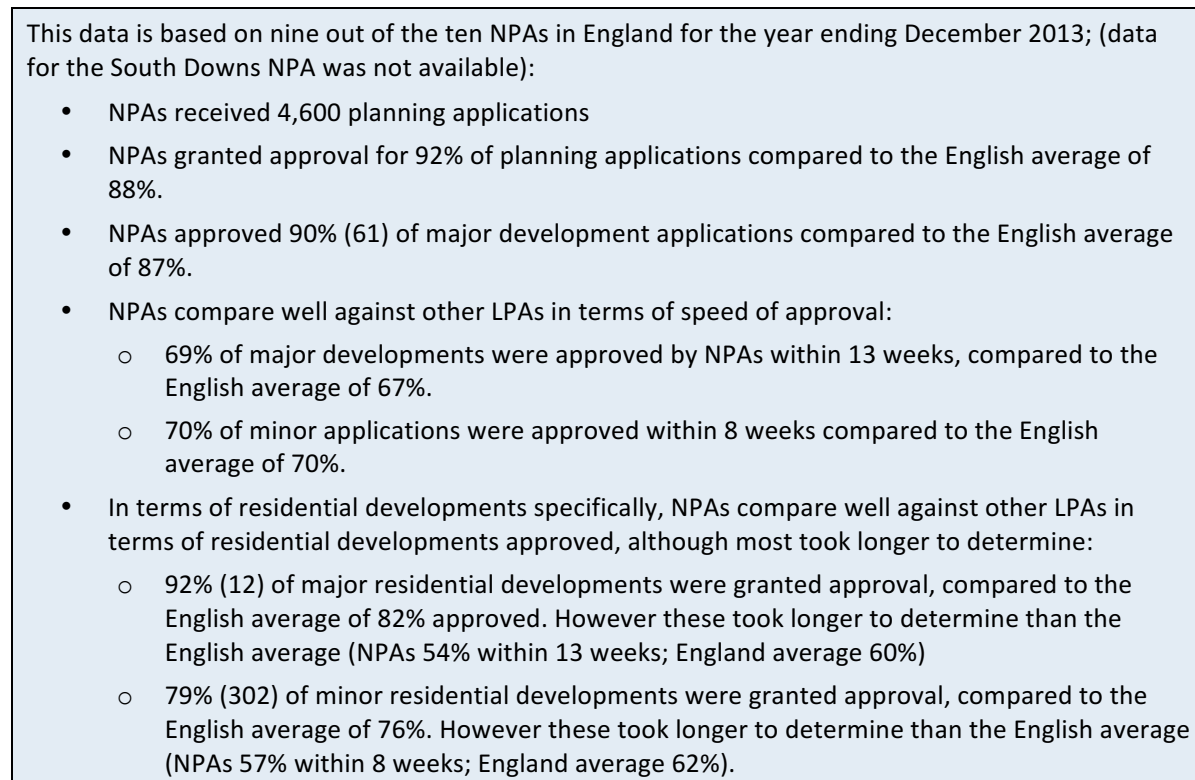 This data is based on nine out of the ten NPAs in England for the year ending December 2013; (data
for the South Downs NPA was not available):
• NPAs received 4,600 planning applications
• NPAs granted approval for 92% of planning applications compared to the English average of
88%.
• NPAs approved 90% (61) of major development applications compared to the English average
of 87%.
• NPAs compare well against other LPAs in terms of speed of approval:
o 69% of major developments were approved by NPAs within 13 weeks, compared to the
English average of 67%.
o 70% of minor applications were approved within 8 weeks compared to the English
average of 70%.
• In terms of residential developments specifically, NPAs compare well against other LPAs in
terms of residential developments approved, although most took longer to determine:
o 92% (12) of major residential developments were granted approval, compared to the
English average of 82% approved. However these took longer to determine than the
English average (NPAs 54% within 13 weeks; England average 60%)
o 79% (302) of minor residential developments were granted approval, compared to the
English average of 76%. However these took longer to determine than the English average
(NPAs 57% within 8 weeks; England average 62%).